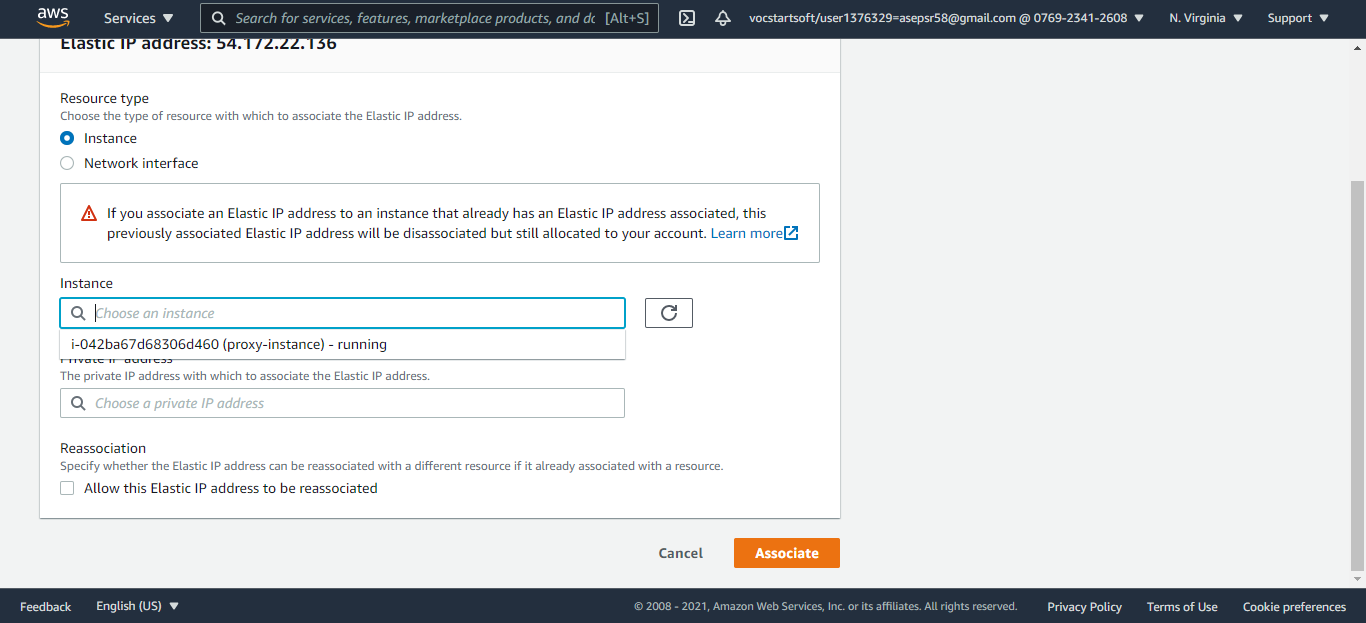 aws
Services
Search for services, features, marketplace products, and do [Alt+S]
vocstartsoft/user1376329=asepsr58@gmail.com @ 0769-2341-2608
N. Virginia
Support
Elastic IP address: 54.172.22.136
Resource type
Choose the type of resource with which to associate the Elastic IP address.
Instance
Network interface
If you associate an Elastic IP address to an instance that already has an Elastic IP address associated, this
previously associated Elastic IP address will be disassociated but still allocated to your account. Learn more
Instance
Choose an instance
i-042ba67d68306d460 (proxy-instance) - running
Private IP address
The private IP address with which to associate the Elastic IP address.
Choose a private IP address
Reassociation
Specify whether the Elastic IP address can be reassociated with a different resource if it already associated with a resource.
Allow this Elastic IP address to be reassociated
Cancel
Associate
Feedback
English (US)
© 2008 - 2021, Amazon Web Services, Inc. or its affiliates. All rights reserved.
Privacy Policy
Terms of Use
Cookie preferences